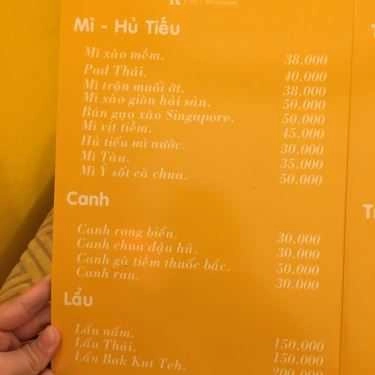 Mì - Hủ Tiếu
Mì xào mềm. 38.000
Pad Thái. 40.000
Mì trộn muối ớt. 38.000
Mì xào giòn hải sản. 50.000
Bún gạo xào Singapore. 50.000
Mì vịt tiềm. 45.000
Hủ tiếu mì nước. 30.000
Mì Tàu. 35.000
Mì Ý sốt cà chua. 50.000
Canh
Canh rong biển. 30.000
Canh chua đậu hủ. 30.000
Canh gà tiềm thuốc bắc. 50.000
Canh rau. 30.000
Lẩu
Lẩu nấm. 150.000
Lẩu Thái. 150.000
Lẩu Bak Kut Teh. 200.000